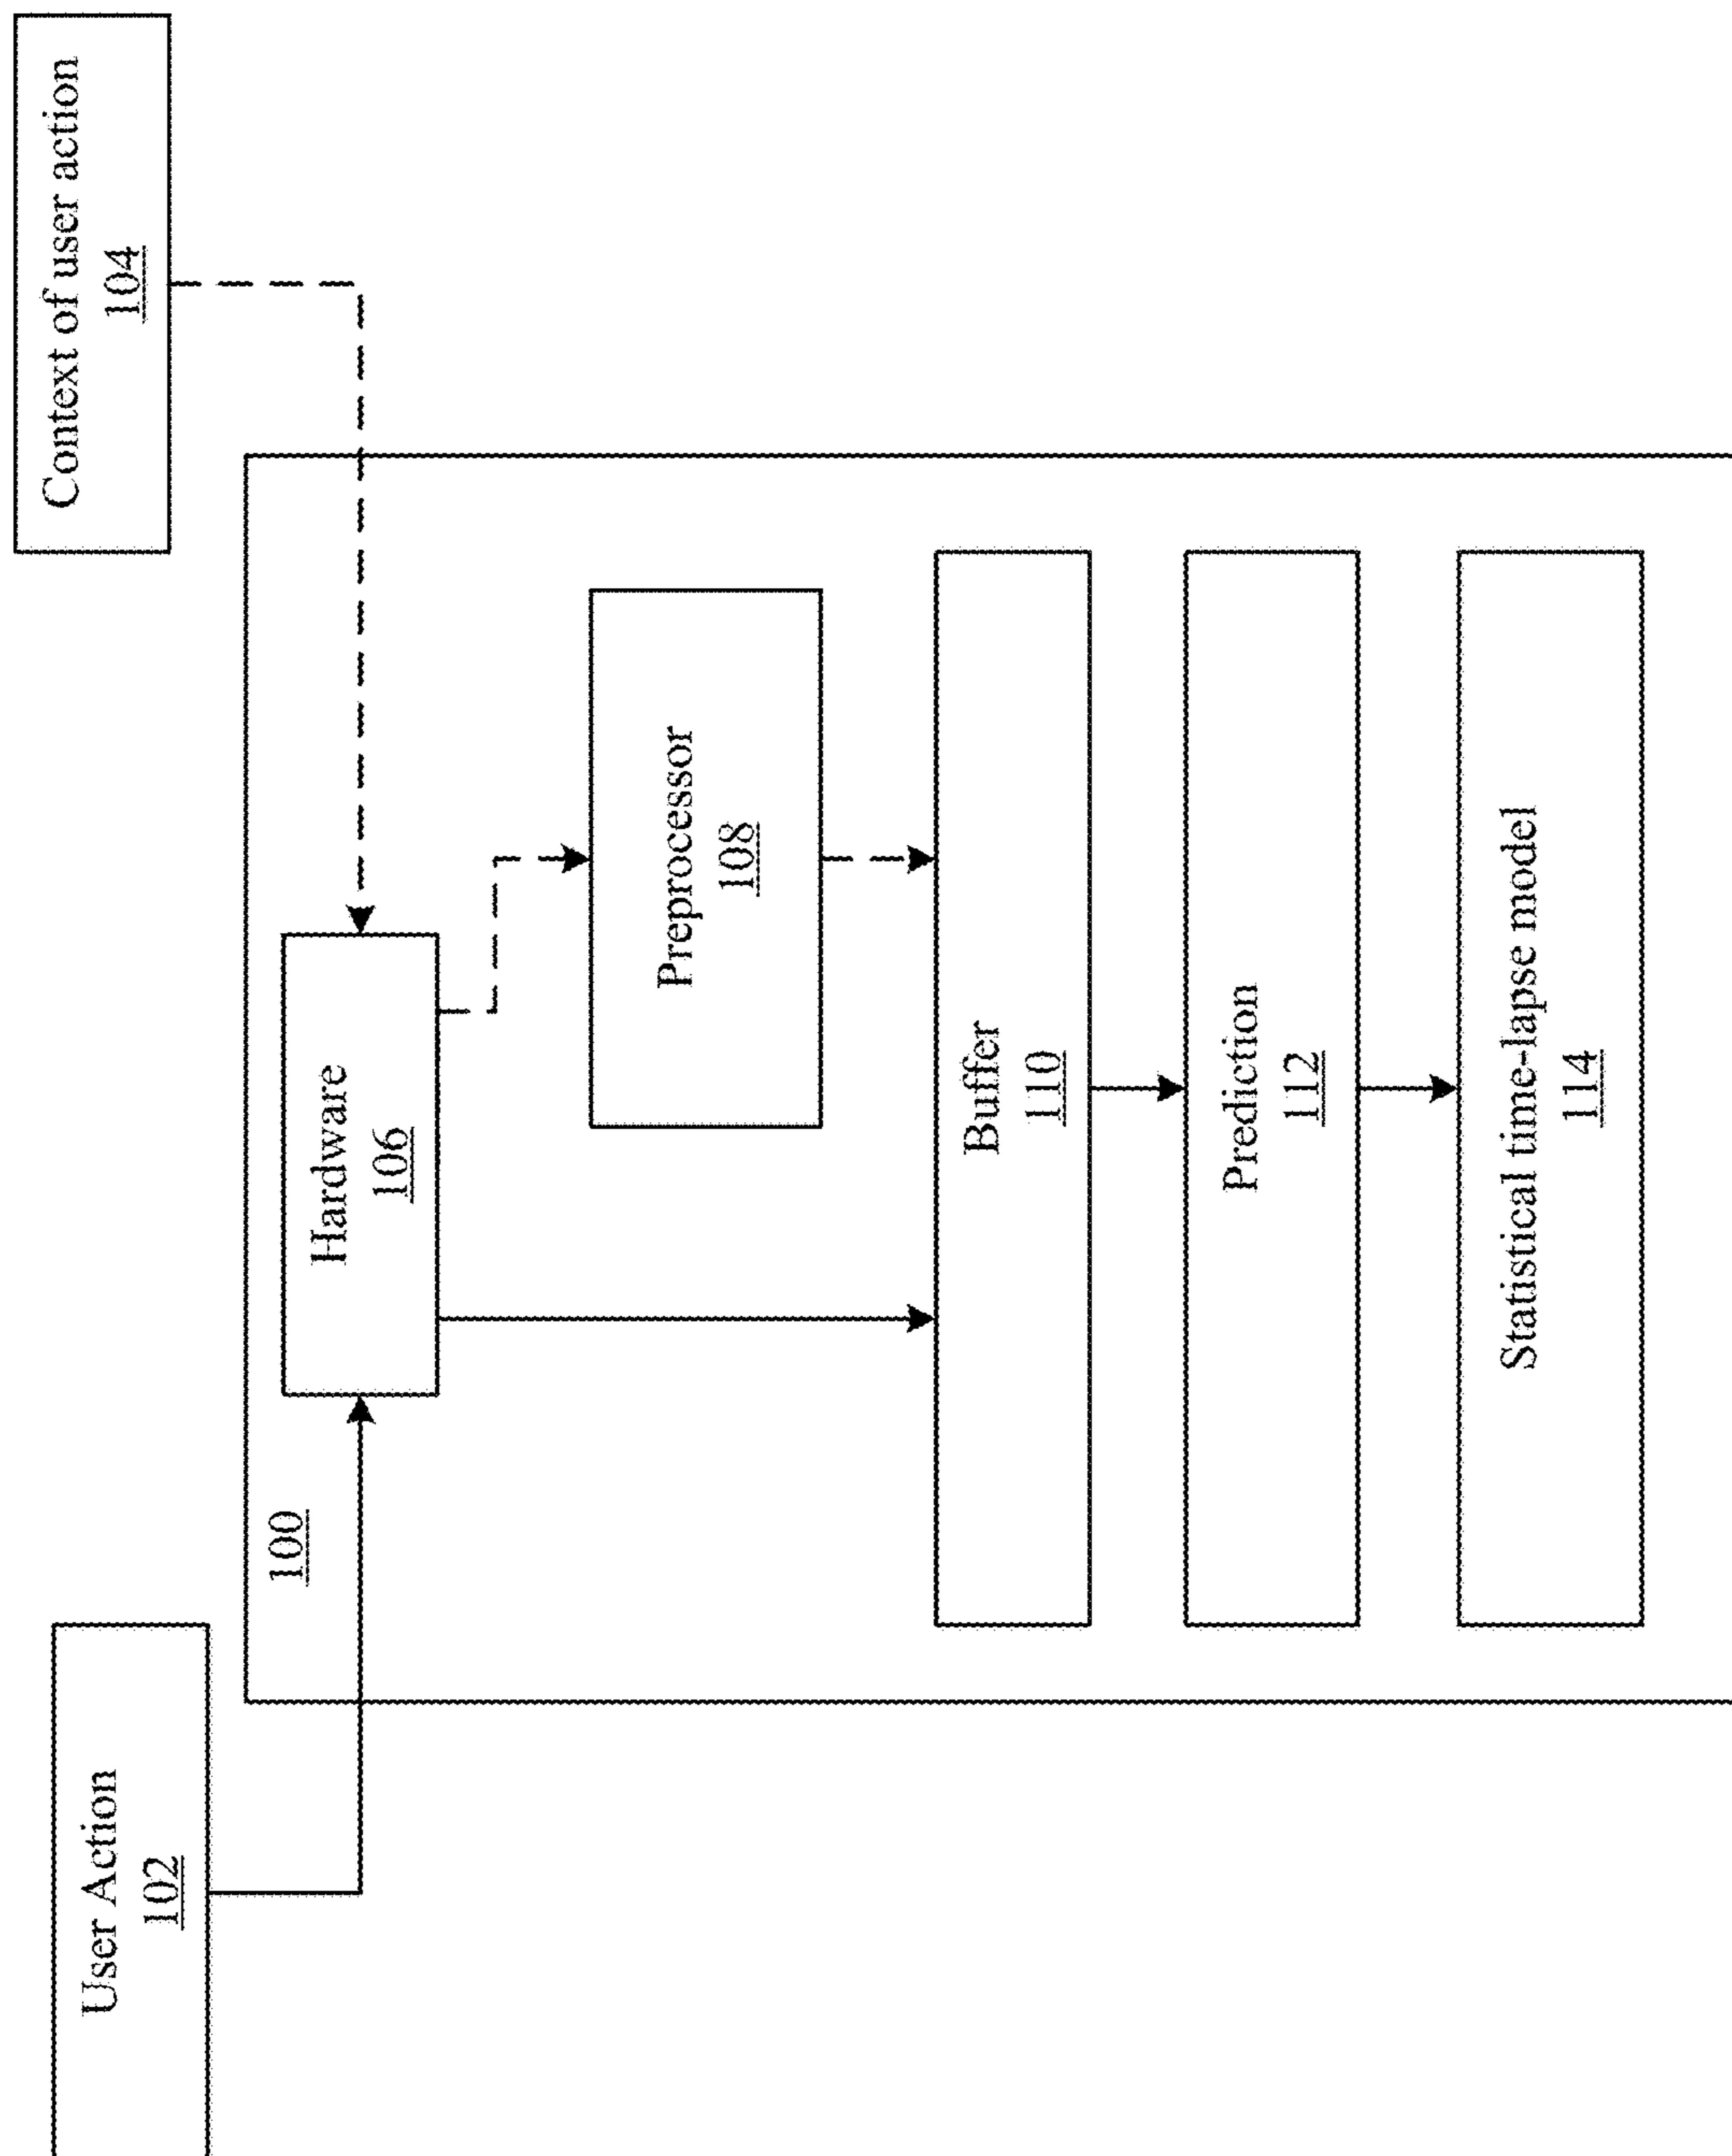 User Action
102
Context of user action
104
100
Hardware
106
Preprocessor
108
Buffer
110
Prediction
112
Statistical time-lapse model
114